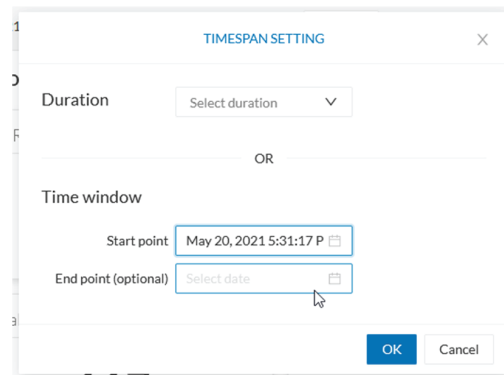 TIMESPAN SETTING
Duration
Select duration
OR
Time window
Start point
May 20, 2021 5:31:17 P
End point (optional)
Select date
OK
Cancel